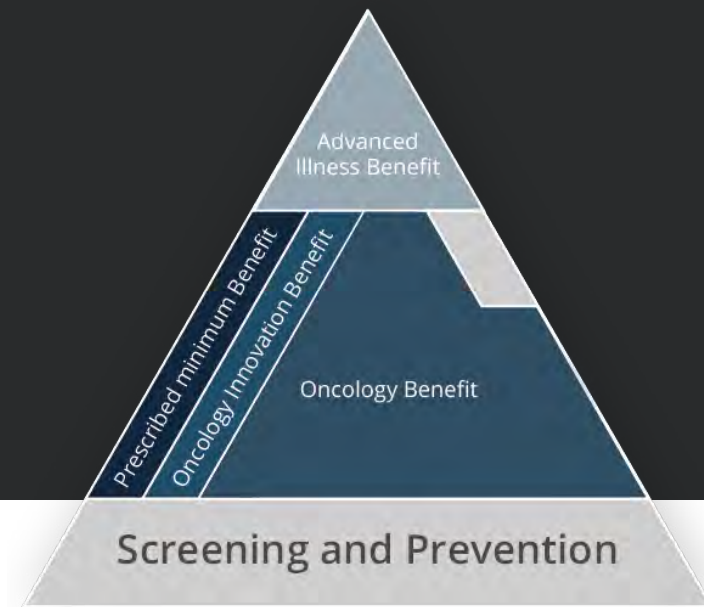 Advanced
Illness Benefit
Prescribed minimum Benefit
Oncology Innovation Benefit
Oncology Benefit
Screening and Prevention